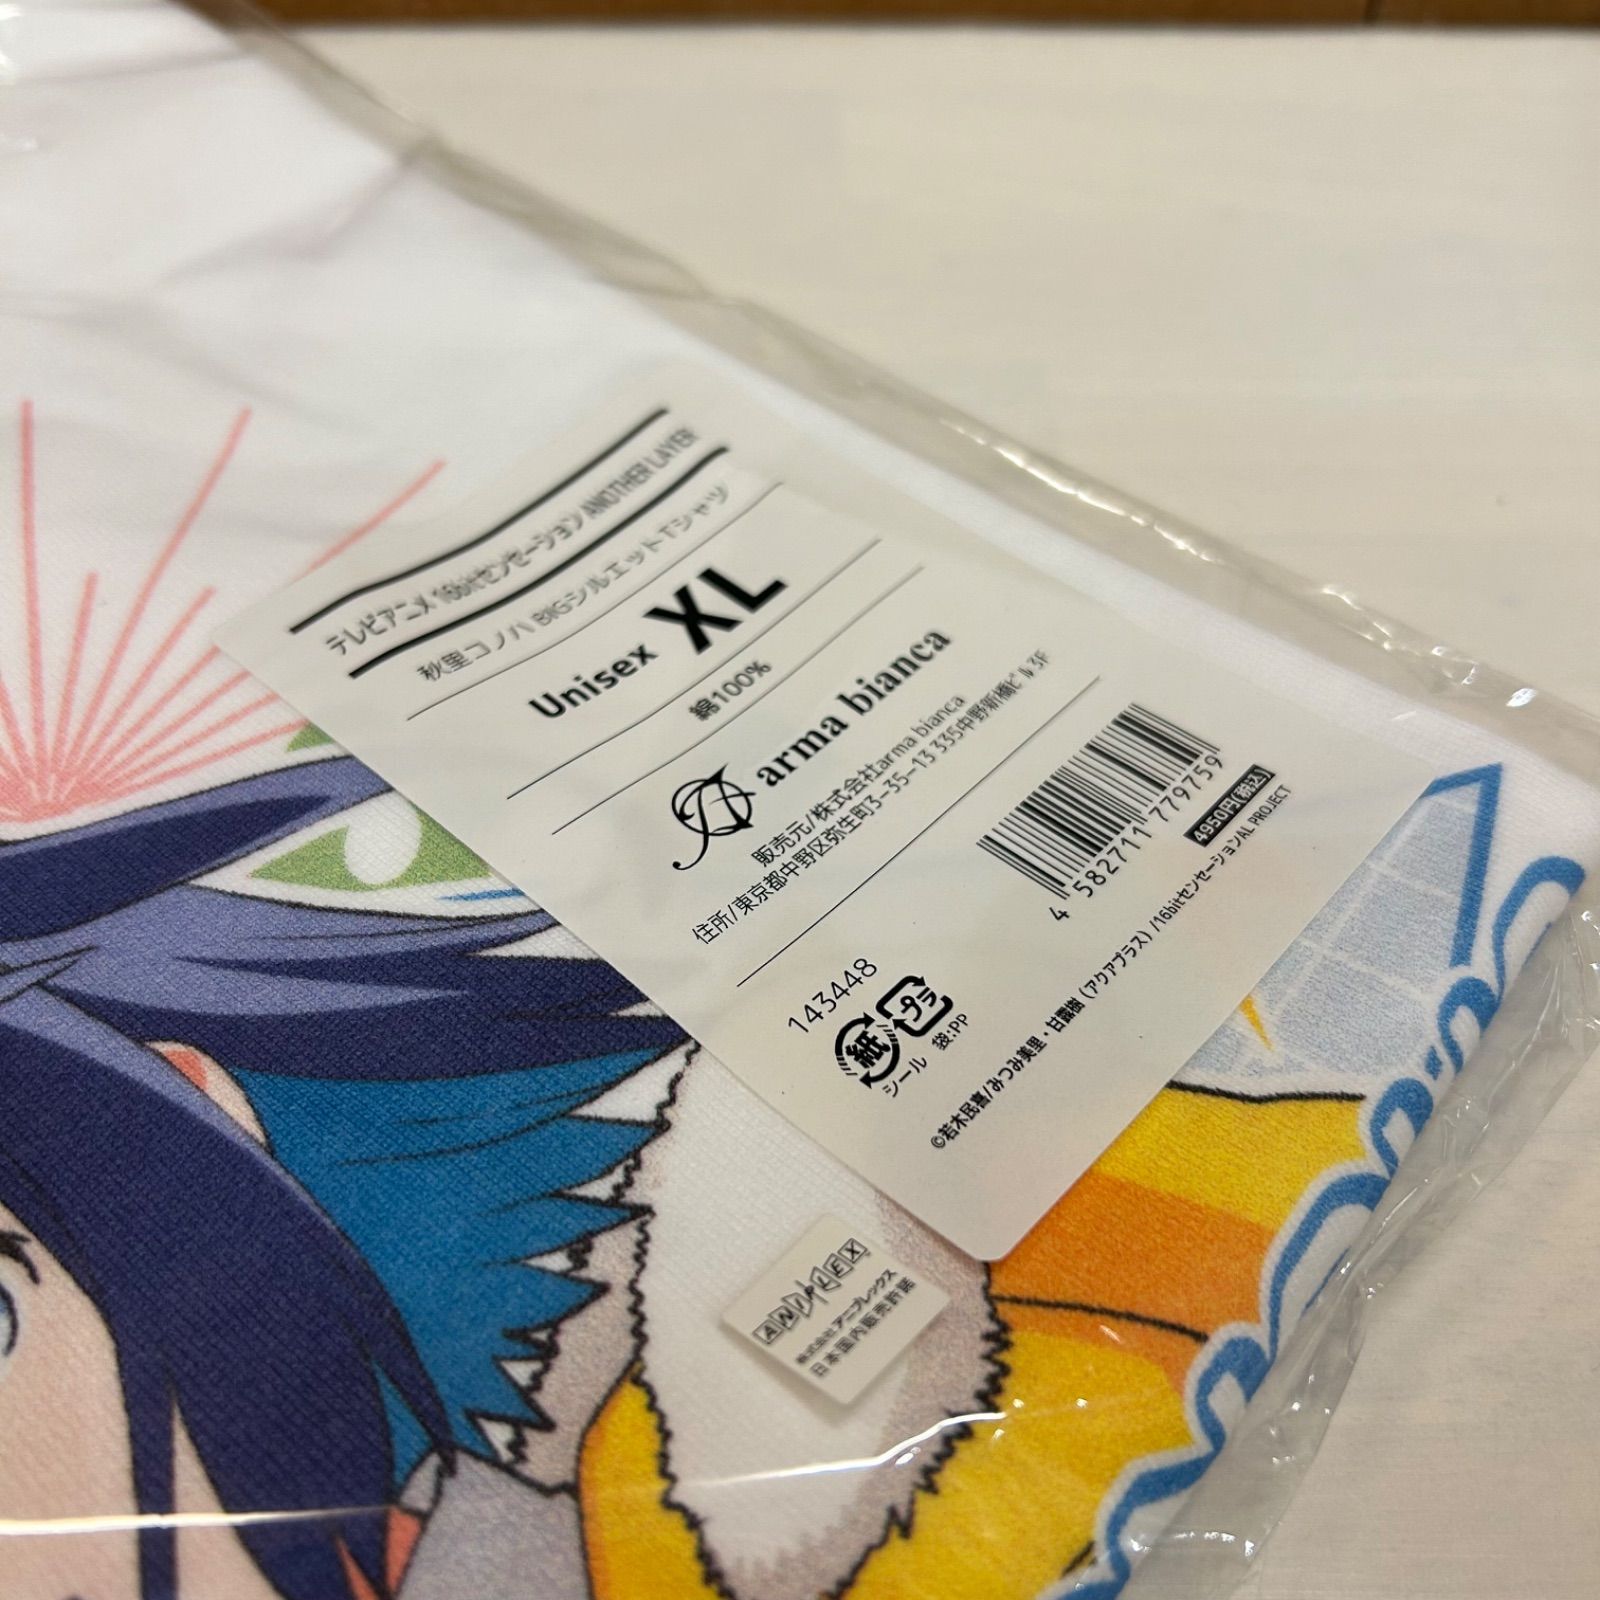 テレビアニメ 16bitセンセーション ANOTHER LAYER
秋里コノハ BIGシルエットTシャツ
Unisex XL
綿100%
arma bianca
販売元/株式会社arma bianca
住所/東京都中野区弥生町3-35-13 335中野新橋ビル3F
4 582711 779759
4950円(税込)
143448
紙 プラ
シール 袋:PP
©若木民喜/みつみ美里・甘露樹(アクアプラス)/16bitセンセーションAL PROJECT
ANIPLEX
株式会社アニプレックス
日本国内販売許諾